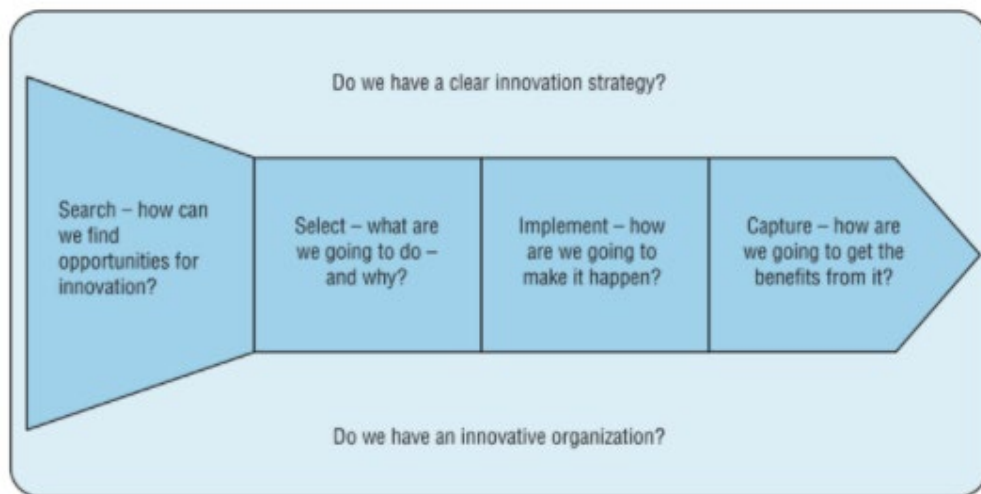 Do we have a clear innovation strategy?
Search – how can
we find
opportunities for
innovation?
Select – what are
we going to do –
and why?
Implement – how
are we going to
make it happen?
Capture – how are
we going to get the
benefits from it?
Do we have an innovative organization?